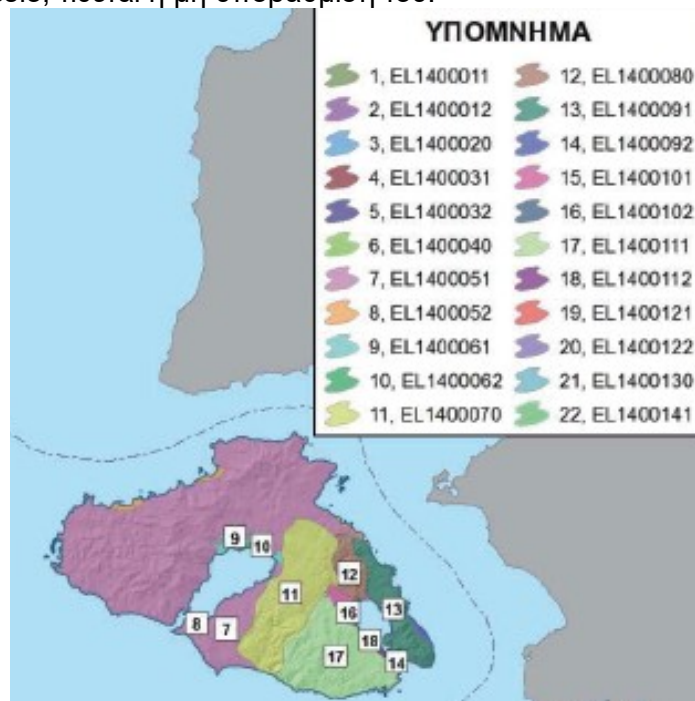 ΥΠΟΜΝΗΜΑ
1, EL1400011
2, EL1400012
3, EL1400020
4, EL1400031
5, EL1400032
6, EL1400040
7, EL1400051
8, EL1400052
9, EL1400061
10, EL1400062
11, EL1400070
12, EL1400080
13, EL1400091
14, EL1400092
15, EL1400101
16, EL1400102
17, EL1400111
18, EL1400112
19, EL1400121
20, EL1400122
21, EL1400130
22, EL1400141
9
10
12
11
16
13
8
7
18
17
14